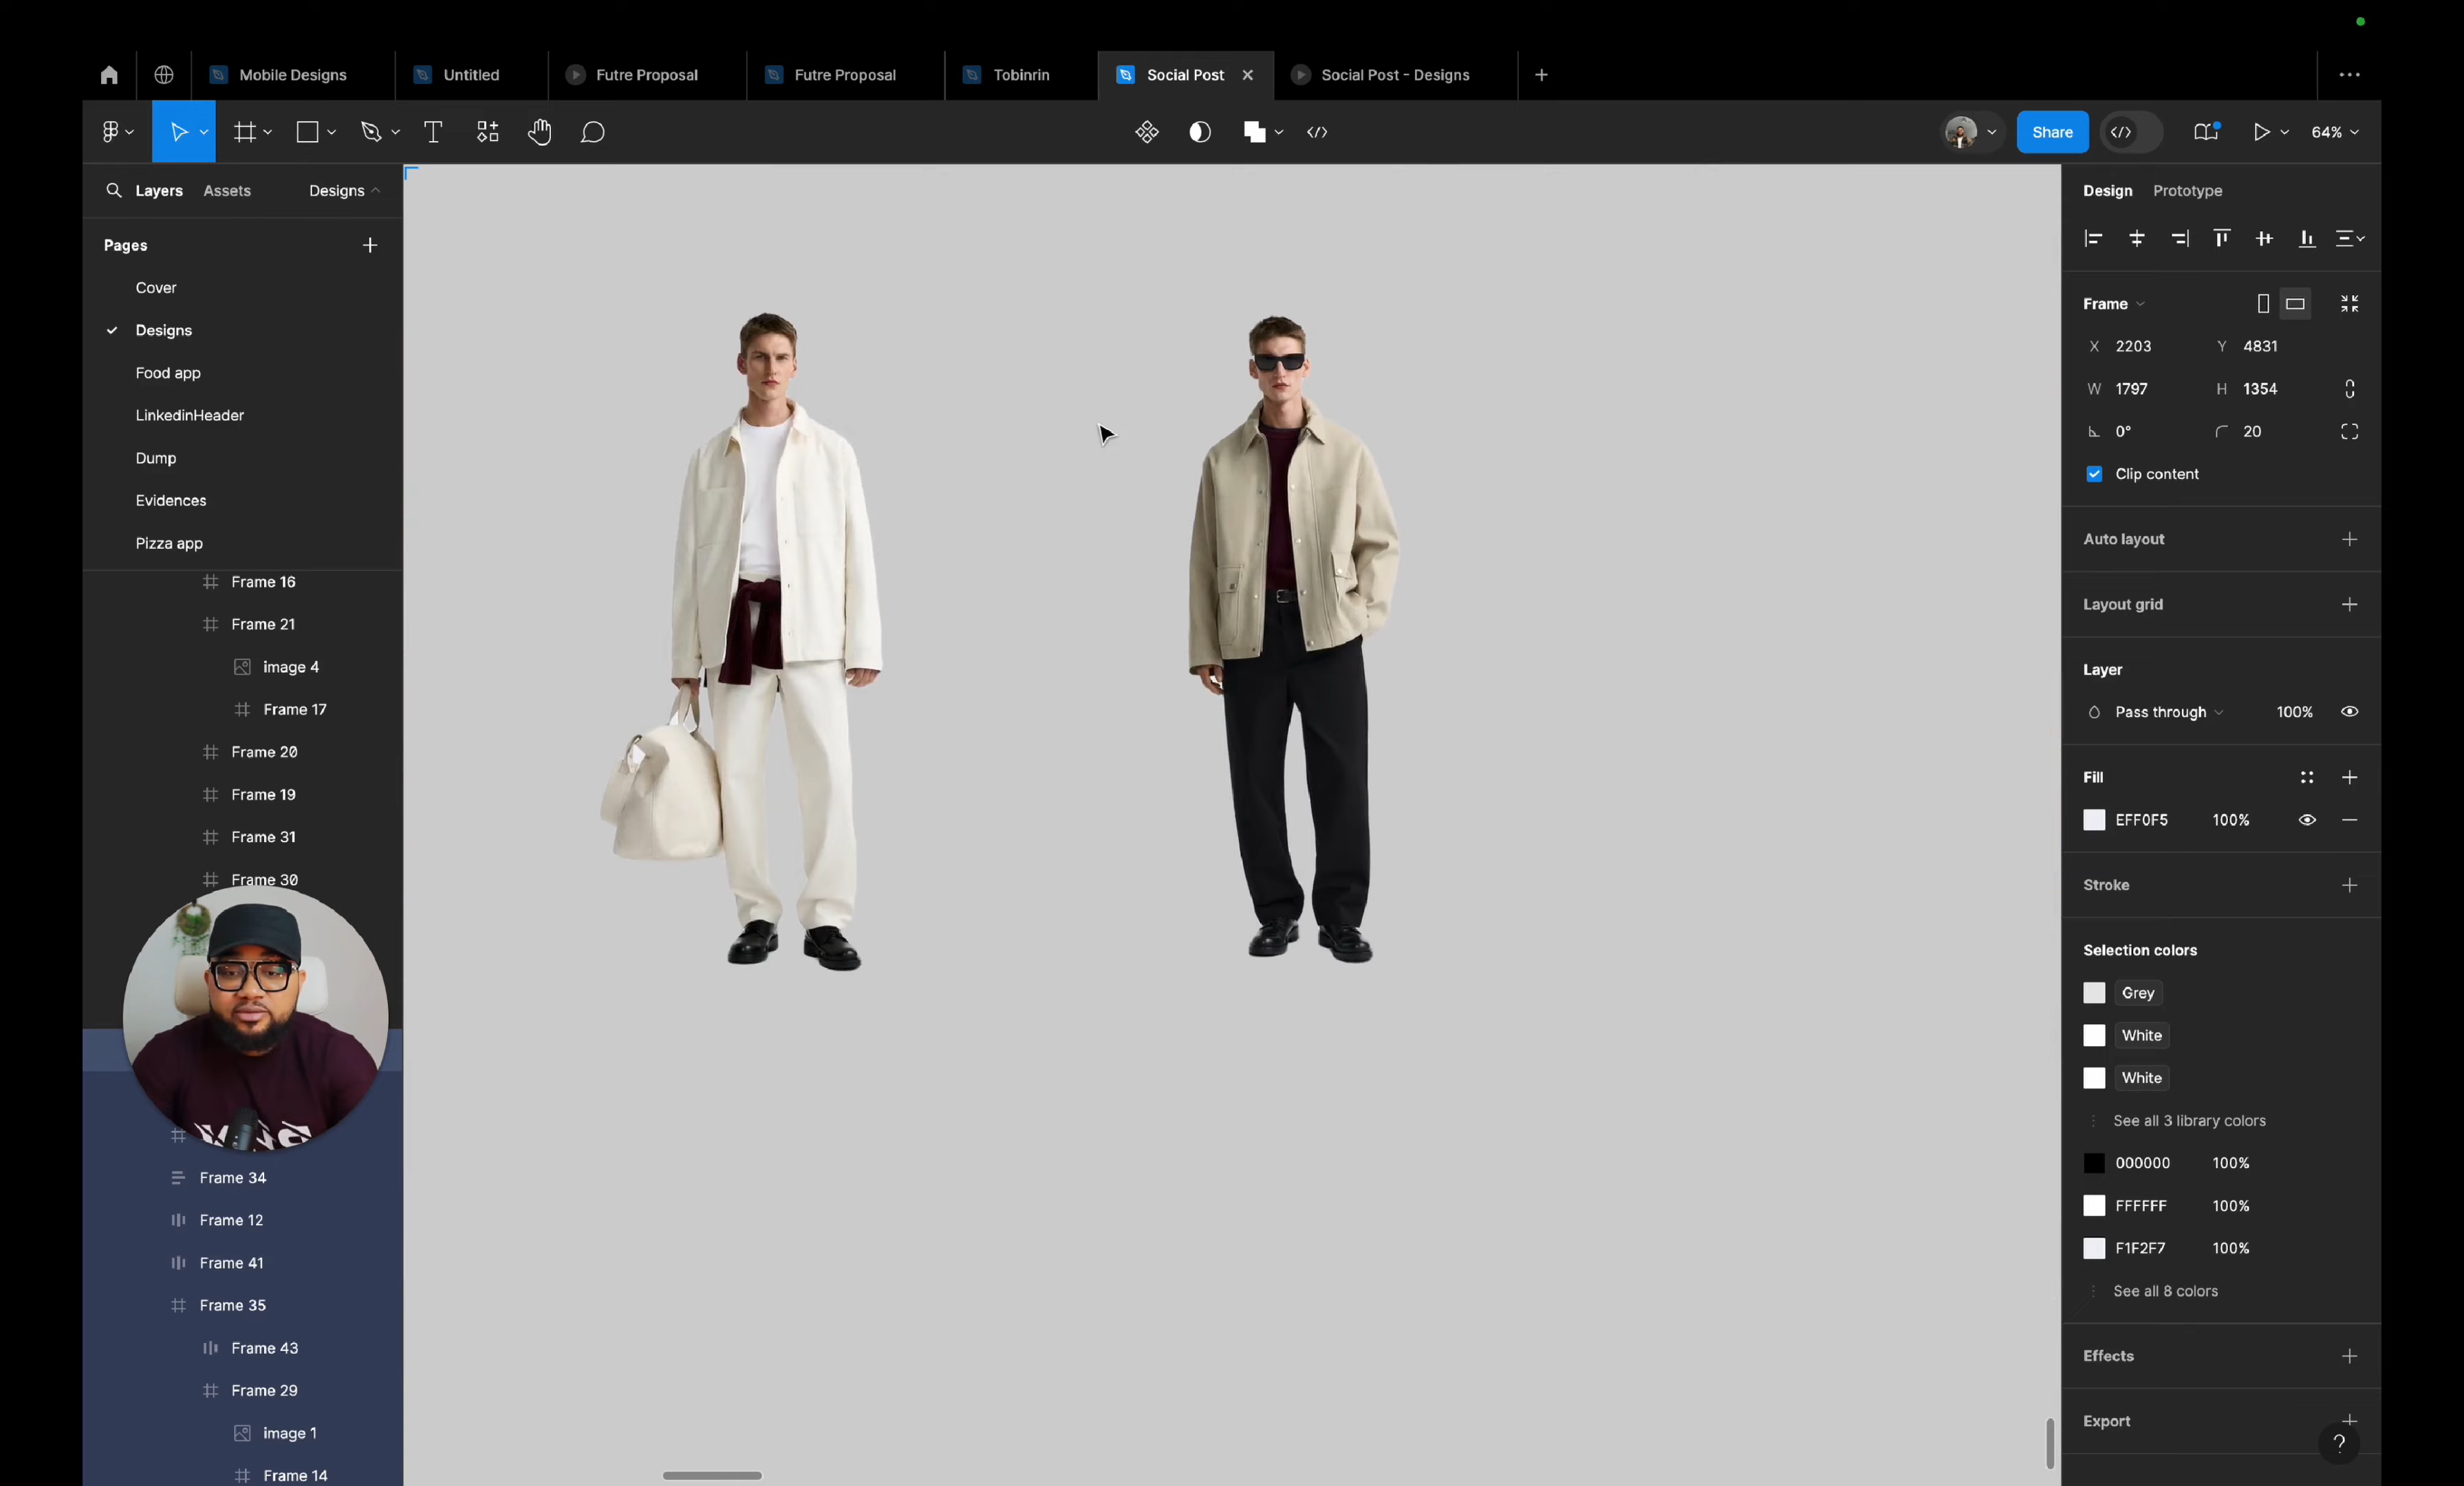 Mobile Designs
Untitled
Futre Proposal
Futre Proposal
Tobinrin
Social Post
Social Post - Designs
Share
64%
Layers
Assets
Designs
Pages
Cover
Designs
Food app
LinkedinHeader
Dump
Evidences
Pizza app
Frame 16
Frame 21
image 4
Frame 17
Frame 20
Frame 19
Frame 31
Frame 30
Frame 34
Frame 12
Frame 41
Frame 35
Frame 43
Frame 29
image 1
Frame 14
Design
Prototype
Frame
X 2203 Y 4831
W 1797 H 1354
0° 20
Clip content
Auto layout
Layout grid
Layer
Pass through 100%
Fill
EFF0F5 100%
Stroke
Selection colors
Grey
White
White
See all 3 library colors
000000 100%
FFFFFF 100%
F1F2F7 100%
See all 8 colors
Effects
Export
?